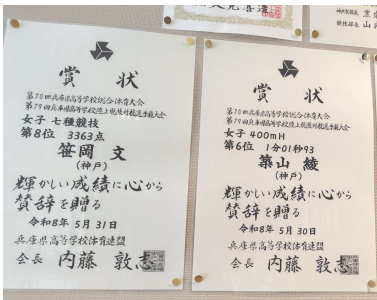 賞状
第70回兵庫県高等学校総合体育大会
第79回兵庫県高等学校陸上競技対校選手権大会
女子 七種競技
第8位 3363点
笹岡 文
(神戸)
輝かしい成績に心から
賛辞を贈る
令和8年 5月31日
兵庫県高等学校体育連盟
会長 内藤 敦志
賞状
第70回兵庫県高等学校総合体育大会
第79回兵庫県高等学校陸上競技対校選手権大会
女子 400mH
第6位 1分01秒93
築山 綾
(神戸)
輝かしい成績に心から
賛辞を贈る
令和8年 5月30日
兵庫県高等学校体育連盟
会長 内藤 敦志